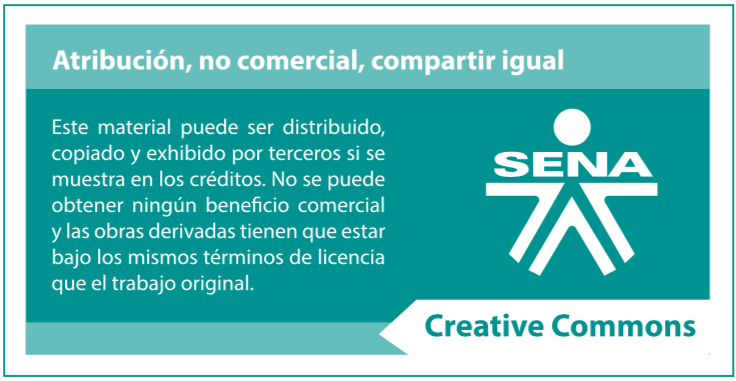 Atribución, no comercial, compartir igual
Este material puede ser distribuido,
copiado y exhibido por terceros si se
muestra en los créditos. No se puede
obtener ningún beneficio comercial
y las obras derivadas tienen que estar
bajo los mismos términos de licencia
que el trabajo original.
SENA
Creative Commons